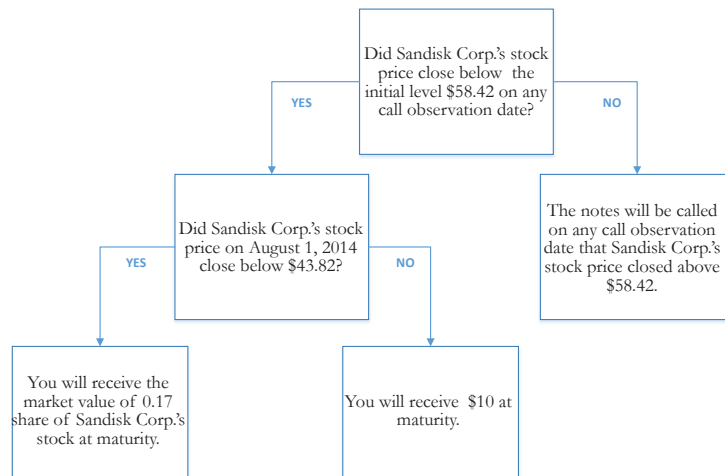 Did Sandisk Corp.'s stock
price close below the
initial level $58.42 on any
call observation date?
YES
NO
Did Sandisk Corp.'s stock
price on August 1, 2014
close below $43.82?
The notes will be called
on any call observation
date that Sandisk Corp.'s
stock price closed above
$58.42.
YES
NO
You will receive the
market value of 0.17
share of Sandisk Corp.'s
stock at maturity.
You will receive $10 at
maturity.